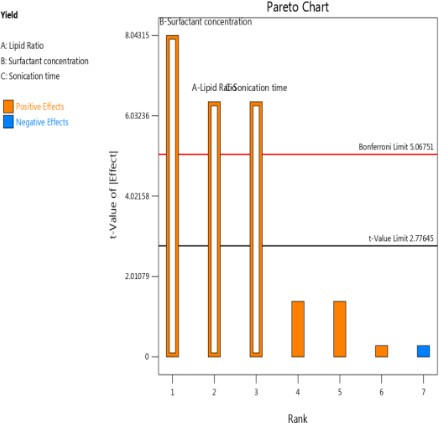 Yield
A: Lipid Ratio
B: Surfactant concentration
C: Sonication time
Positive Effects
Negative Effects
Pareto Chart
B-Surfactant concentration
A-Lipid Ratio
C-Sonication time
Bonferroni Limit 5.06751
t-Value Limit 2.77645
t-Value of |Effect|
8.04315
6.03236
4.02158
2.01079
0
1 2 3 4 5 6 7
Rank